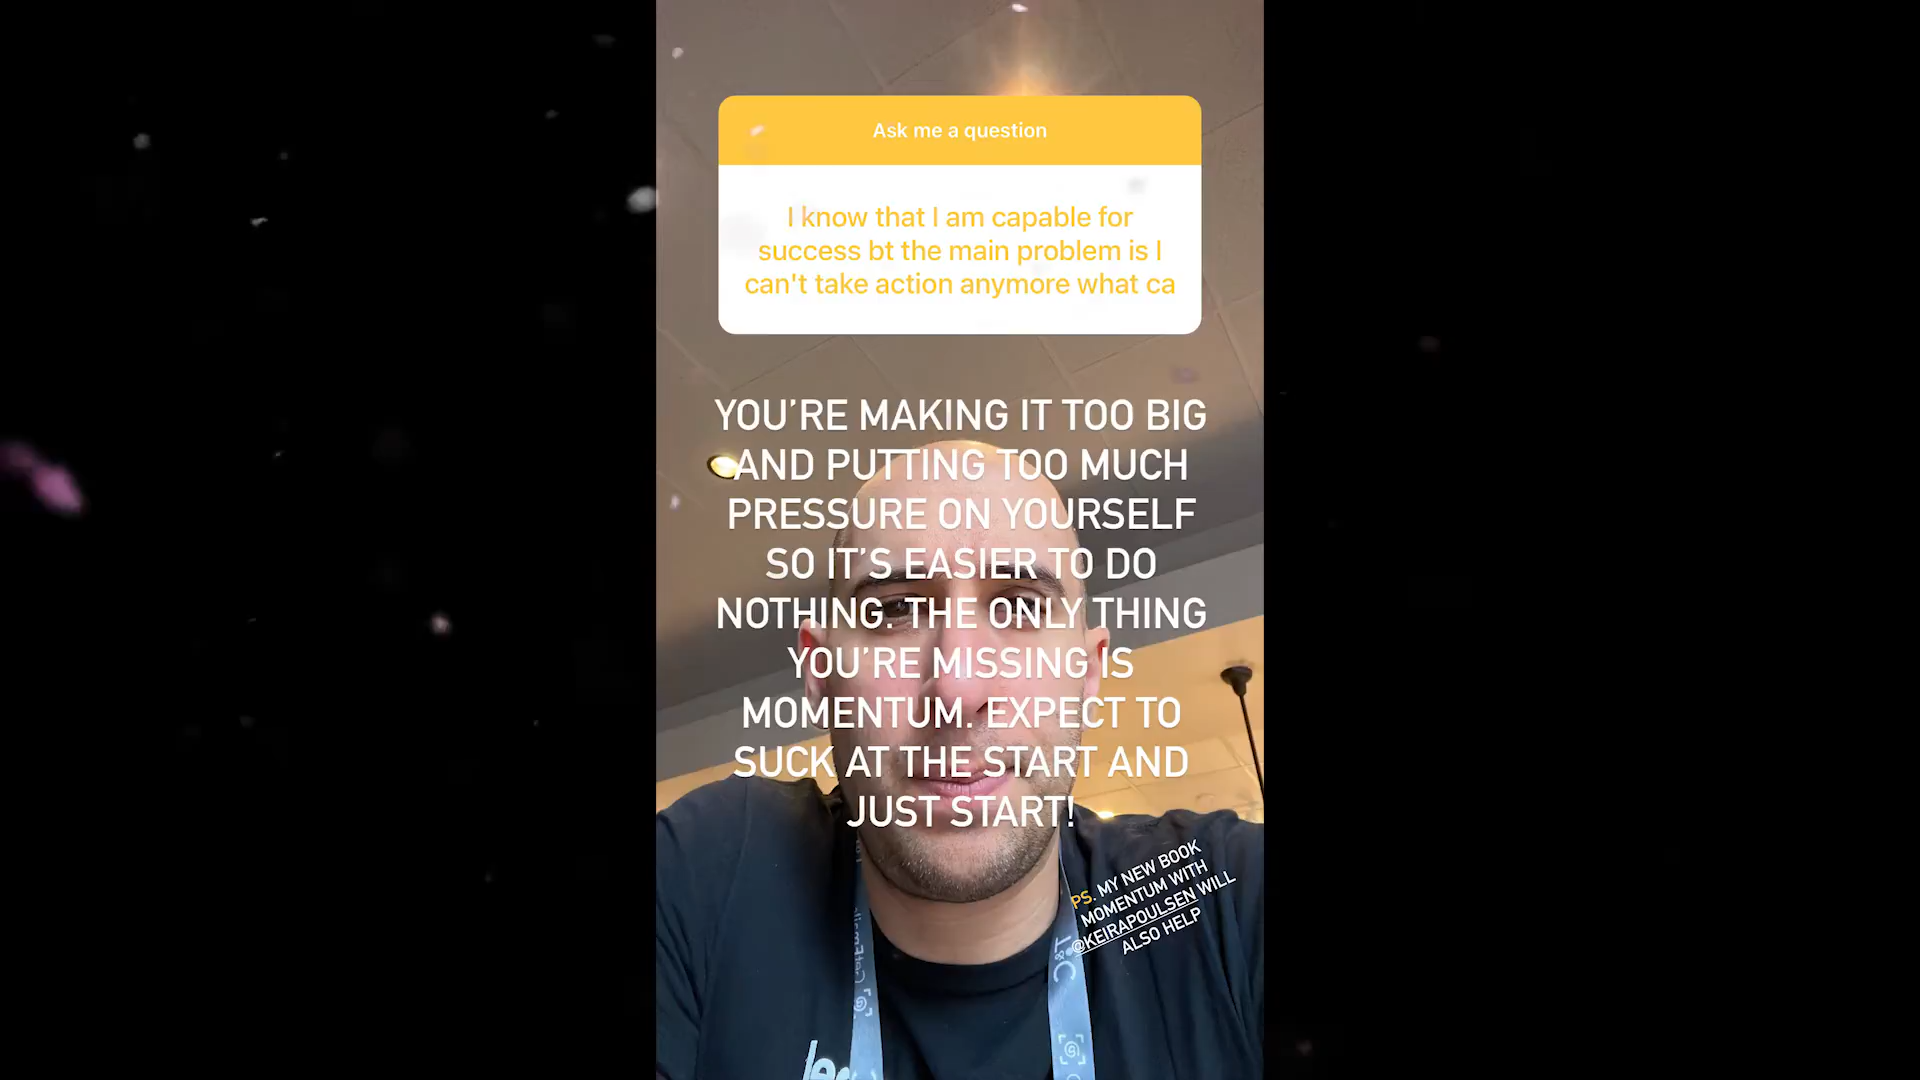 Ask me a question
I know that I am capable for
success bt the main problem is I
can't take action anymore what ca
YOU'RE MAKING IT TOO BIG
AND PUTTING TOO MUCH
PRESSURE ON YOURSELF
SO IT'S EASIER TO DO
NOTHING. THE ONLY THING
YOU'RE MISSING IS
MOMENTUM. EXPECT TO
SUCK AT THE START AND
JUST START!
PS. MY NEW BOOK
MOMENTUM WITH
@KEIRAPOULSEN WILL
ALSO HELP